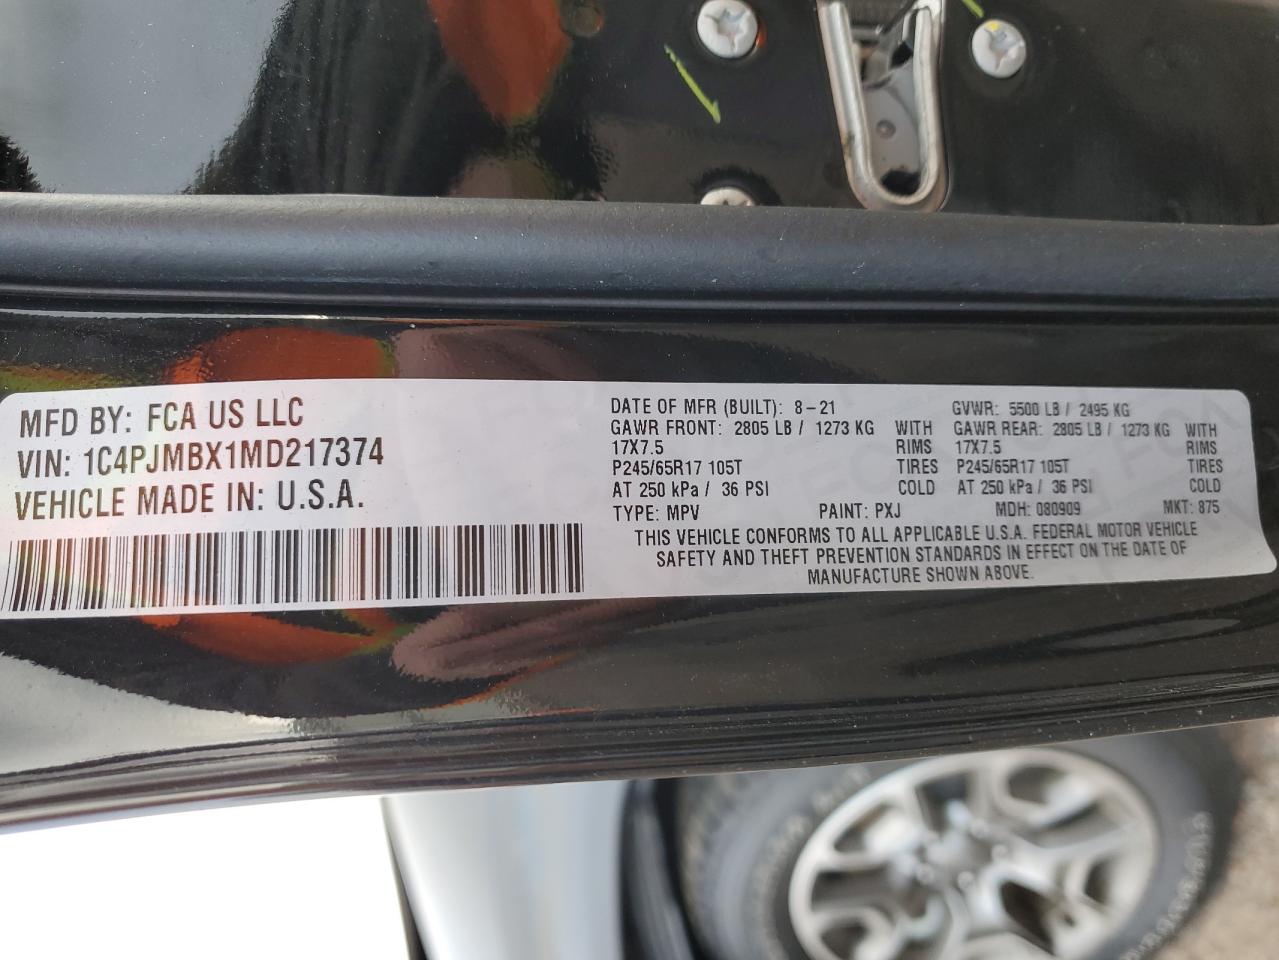 MFD BY: FCA US LLC
VIN: 1C4PJMBX1MD217374
VEHICLE MADE IN: U.S.A.
DATE OF MFR (BUILT): 8-21 GVWR: 5500 LB / 2495 KG
GAWR FRONT: 2805 LB / 1273 KG WITH GAWR REAR: 2805 LB / 1273 KG WITH
17X7.5 RIMS 17X7.5 RIMS
P245/65R17 105T TIRES P245/65R17 105T TIRES
AT 250 kPa / 36 PSI COLD AT 250 kPa / 36 PSI COLD
TYPE: MPV PAINT: PXJ MDH: 080909 MKT: 875
THIS VEHICLE CONFORMS TO ALL APPLICABLE U.S.A. FEDERAL MOTOR VEHICLE
SAFETY AND THEFT PREVENTION STANDARDS IN EFFECT ON THE DATE OF
MANUFACTURE SHOWN ABOVE.